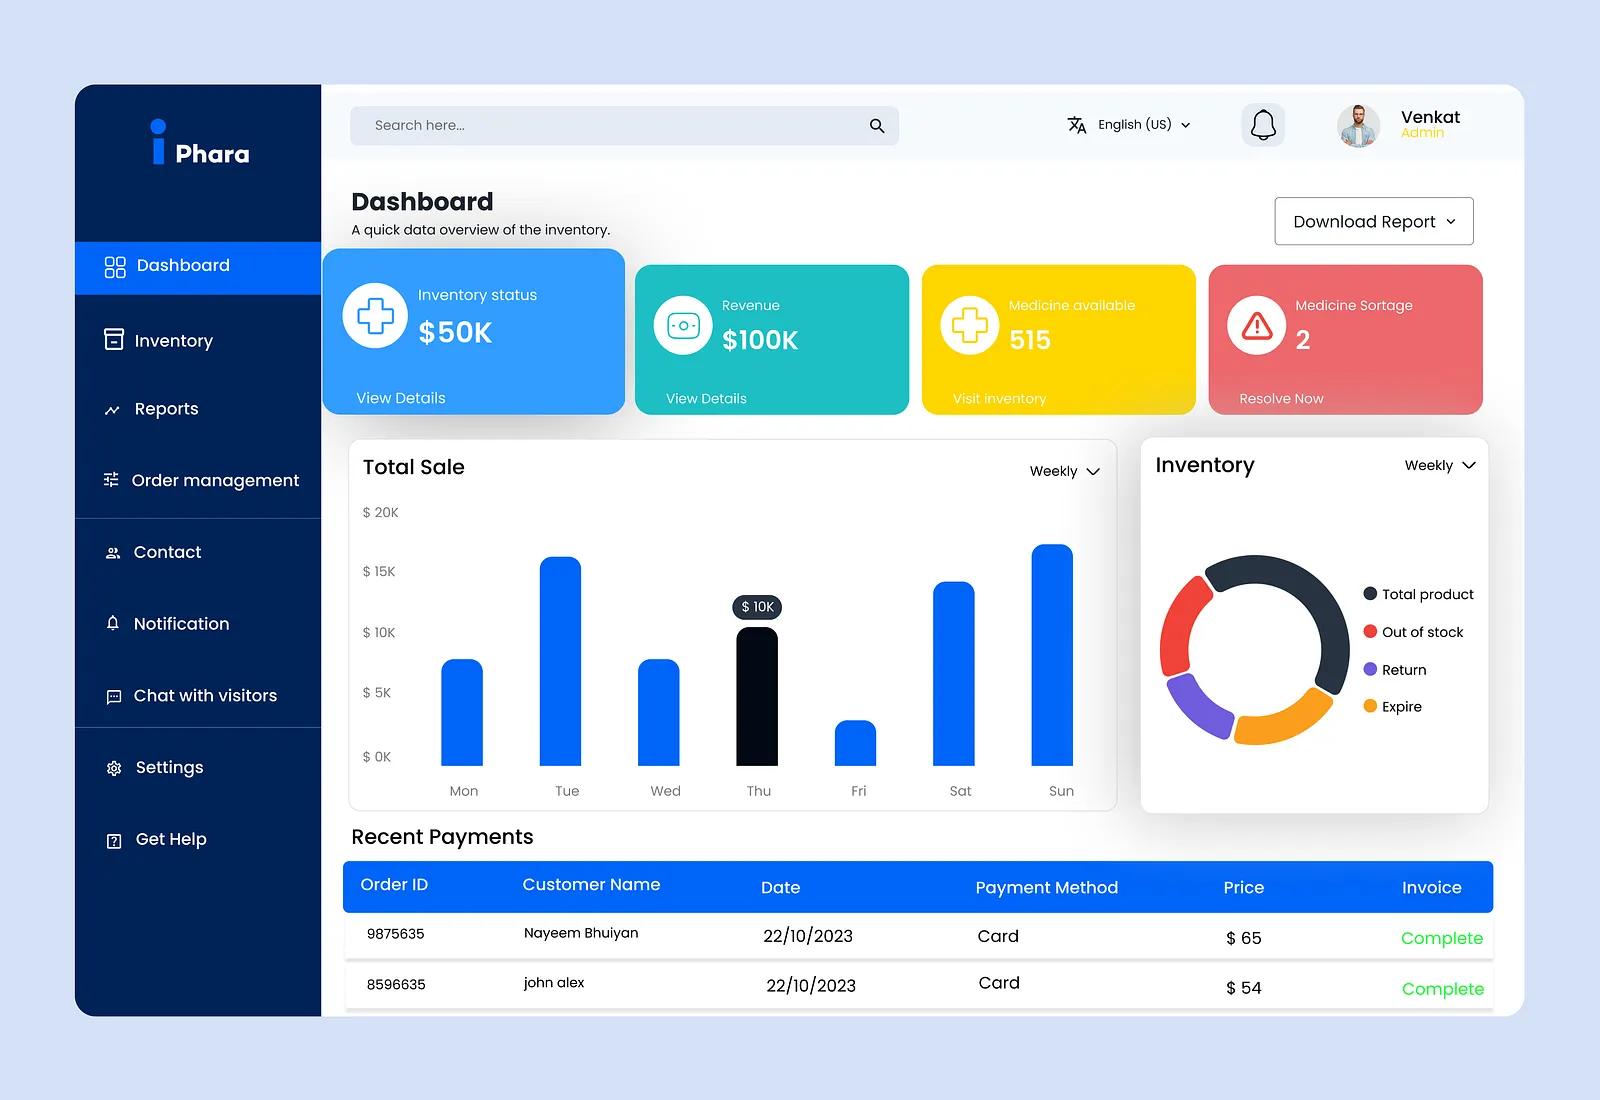 Phara
Search here...
English (US)
Venkat
Admin
Dashboard
Inventory
Reports
Order management
Contact
Notification
Chat with visitors
Settings
Get Help
Dashboard
A quick data overview of the inventory.
Download Report
Inventory status
$50K
View Details
Revenue
$100K
View Details
Medicine available
515
Visit inventory
Medicine Sortage
2
Resolve Now
Total Sale
Weekly
$ 20K
$ 15K
$ 10K
$ 5K
$ 0K
$ 10K
Mon Tue Wed Thu Fri Sat Sun
Inventory
Weekly
Total product
Out of stock
Return
Expire
Recent Payments
Order ID Customer Name Date Payment Method Price Invoice
9875635 Nayeem Bhuiyan 22/10/2023 Card $ 65 Complete
8596635 john alex 22/10/2023 Card $ 54 Complete